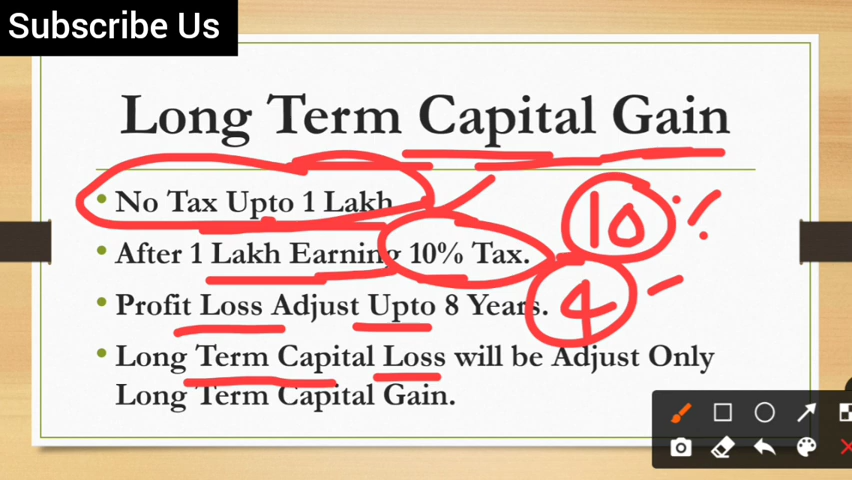 Subscribe Us
Long Term Capital Gain
• No Tax Upto 1 Lakh
• After 1 Lakh Earning 10% Tax.
10%
• Profit Loss Adjust Upto 8 Years.
4
• Long Term Capital Loss will be Adjust Only
Long Term Capital Gain.